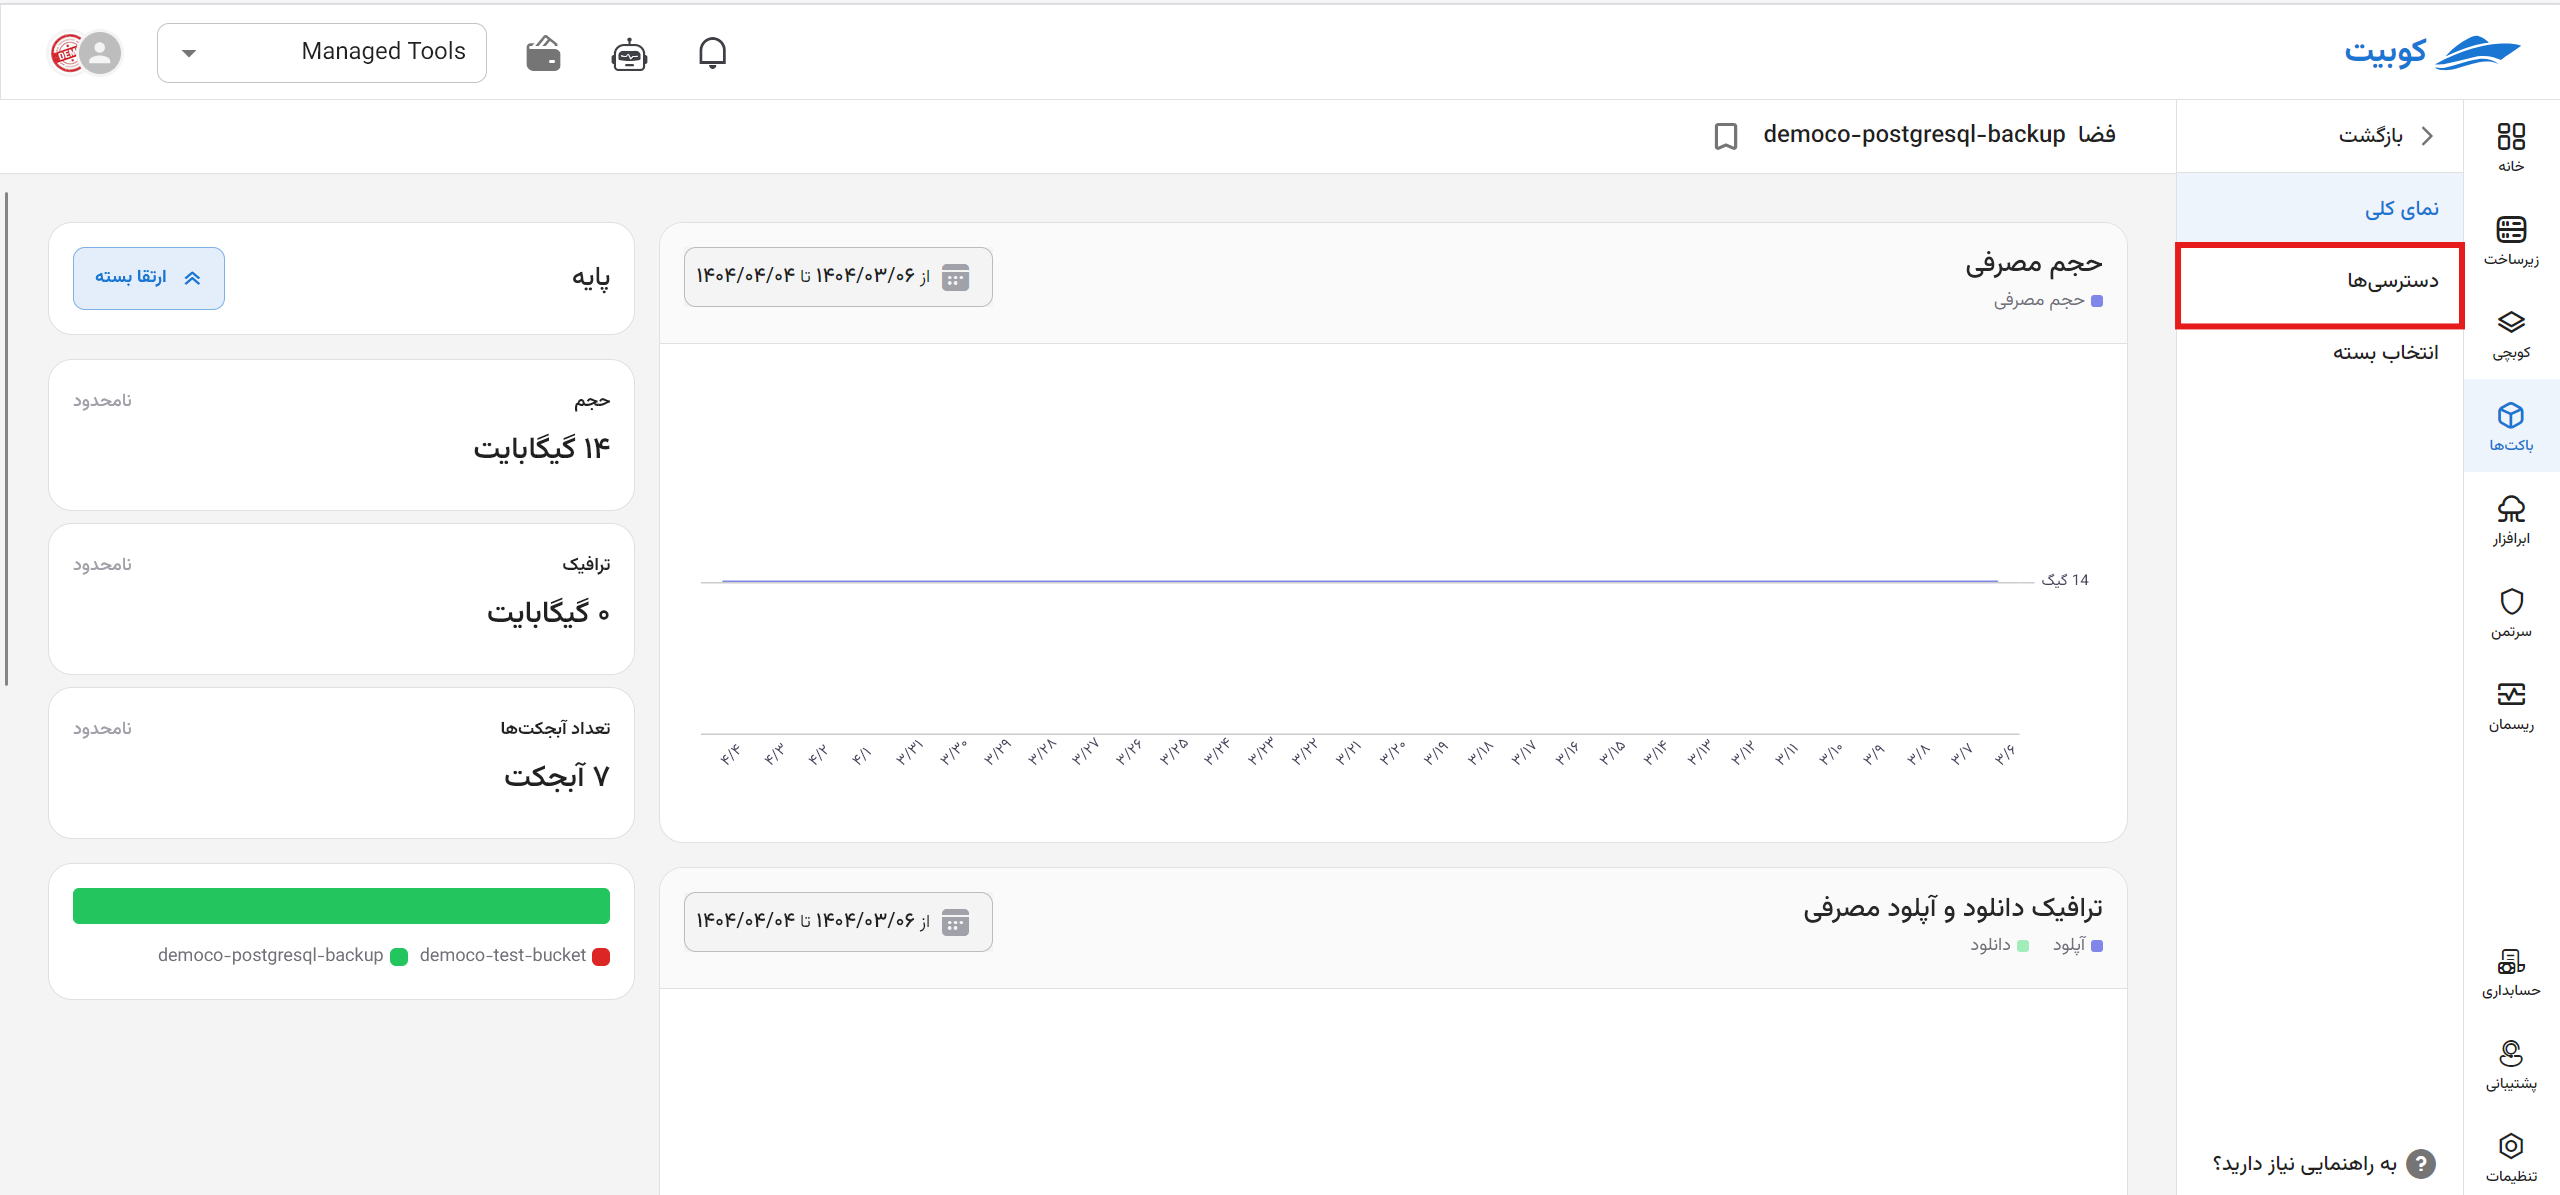 کوبیت
Managed Tools
خانه
زیرساخت
کوبچی
باکت‌ها
ابرافزار
سرتمن
ریسمان
حسابداری
پشتیبانی
تنظیمات
بازگشت
نمای کلی
دسترسی‌ها
انتخاب بسته
به راهنمایی نیاز دارید؟
فضا democo-postgresql-backup
حجم مصرفی
حجم مصرفی
از ۱۴۰۴/۰۳/۰۶ تا ۱۴۰۴/۰۴/۰۴
14 گیگ
۳/۶ ۳/۷ ۳/۸ ۳/۹ ۳/۱۰ ۳/۱۱ ۳/۱۲ ۳/۱۳ ۳/۱۴ ۳/۱۵ ۳/۱۶ ۳/۱۷ ۳/۱۸ ۳/۱۹ ۳/۲۰ ۳/۲۱ ۳/۲۲ ۳/۲۳ ۳/۲۴ ۳/۲۵ ۳/۲۶ ۳/۲۷ ۳/۲۸ ۳/۲۹ ۳/۳۰ ۳/۳۱ ۴/۱ ۴/۲ ۴/۳ ۴/۴
ترافیک دانلود و آپلود مصرفی
آپلود دانلود
از ۱۴۰۴/۰۳/۰۶ تا ۱۴۰۴/۰۴/۰۴
پایه
ارتقا بسته
حجم نامحدود
۱۴ گیگابایت
ترافیک نامحدود
۰ گیگابایت
تعداد آبجکت‌ها نامحدود
۷ آبجکت
democo-test-bucket democo-postgresql-backup